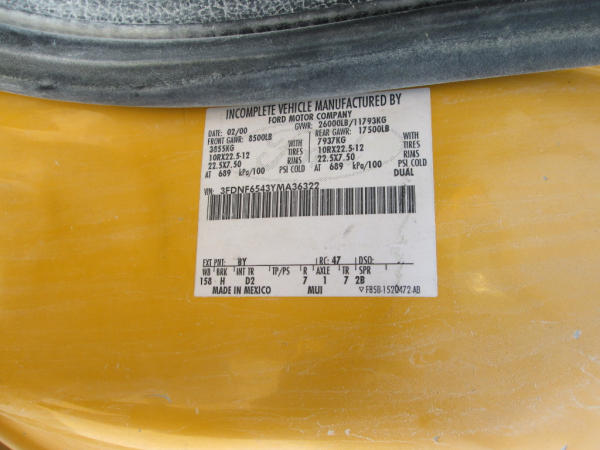 INCOMPLETE VEHICLE MANUFACTURED BY
FORD MOTOR COMPANY
DATE: 02/00 GVWR: 26000LB/11793KG
FRONT GAWR: 8500LB REAR GAWR: 17500LB
3855KG WITH 7937KG WITH
10RX22.5-12 TIRES 10RX22.5-12 TIRES
22.5X7.50 RIMS 22.5X7.50 RIMS
AT 689 kPa/100 PSI COLD AT 689 kPa/100 PSI COLD
DUAL
VIN: 3FDNF6543YMA36322
EXT PNT: BY RC: 47 DSO:
WB BRK INT TR TP/PS R AXLE TR SPR
158 H D2 7 1 7 2B
MADE IN MEXICO MUI F85B-1520472-AB